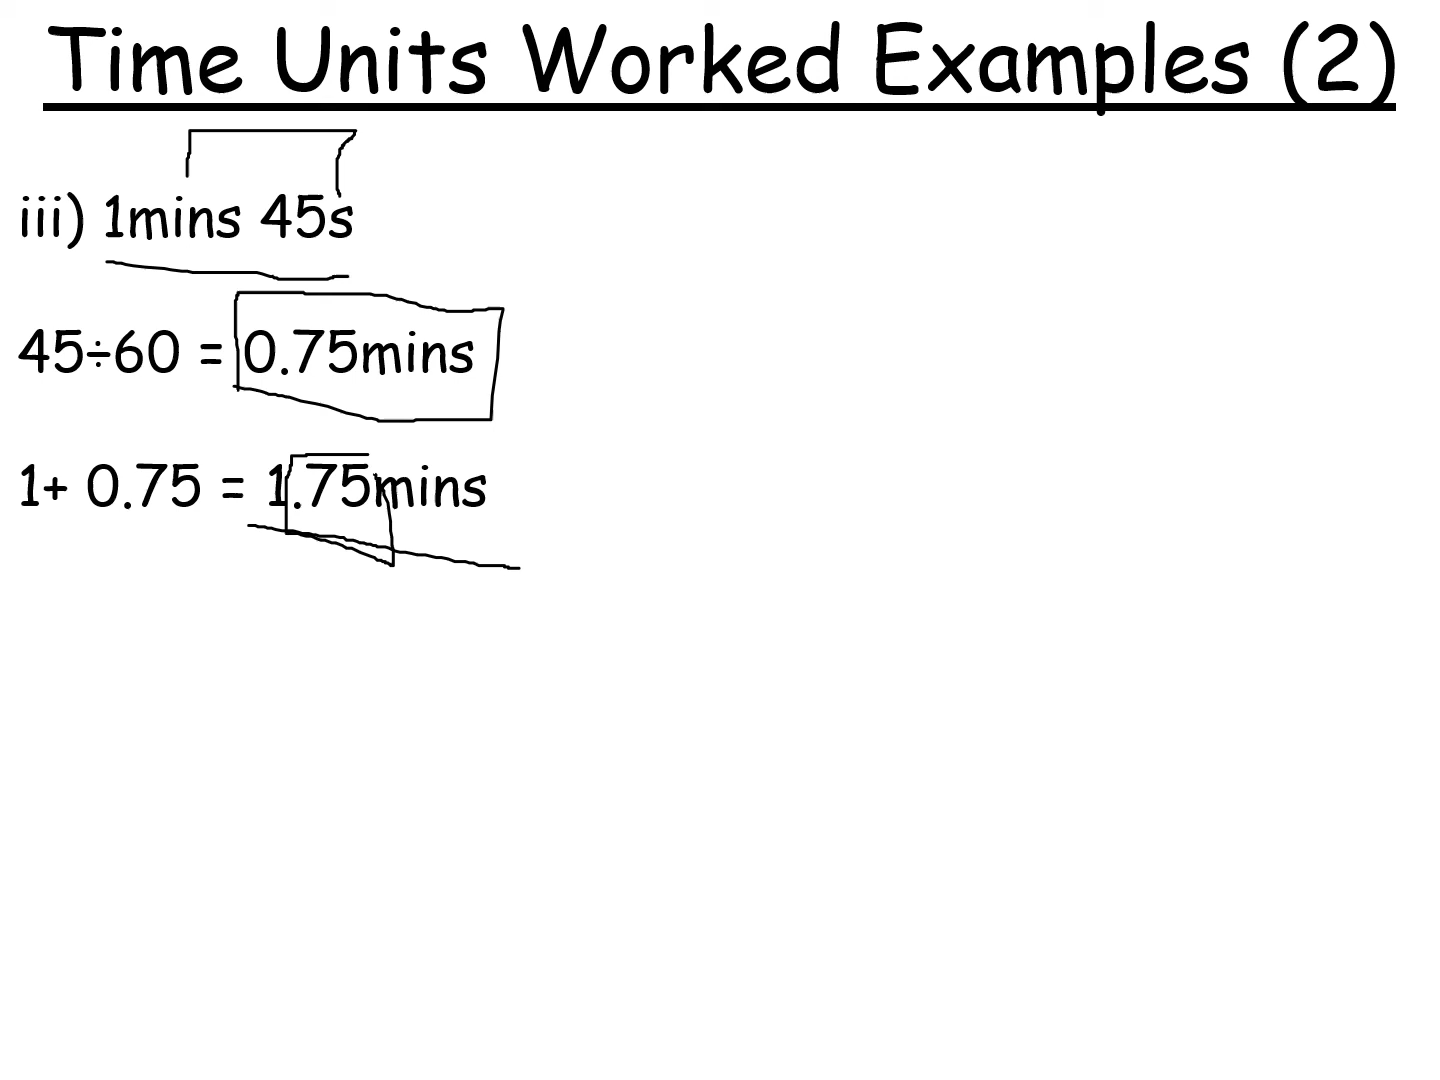 Time Units Worked Examples (2)
iii) 1mins 45s
45÷60 = 0.75mins
1+ 0.75 = 1.75mins